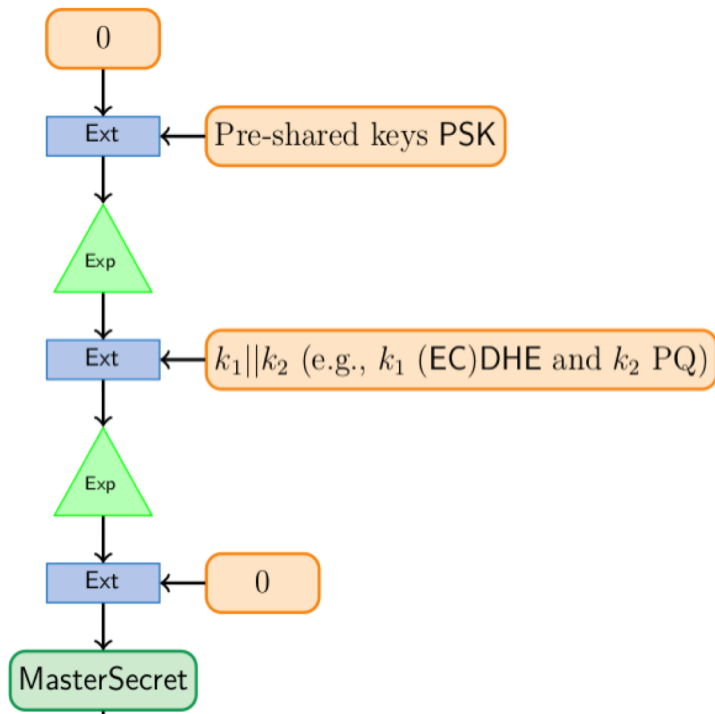 0
Ext
Pre-shared keys PSK
Exp
Ext
k₁||k₂ (e.g., k₁ (EC)DHE and k₂ PQ)
Exp
Ext
0
MasterSecret